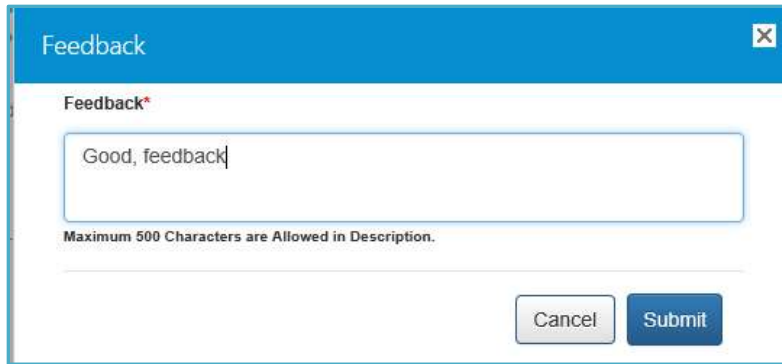 Feedback
Feedback*
Good, feedback
Maximum 500 Characters are Allowed in Description.
Cancel Submit